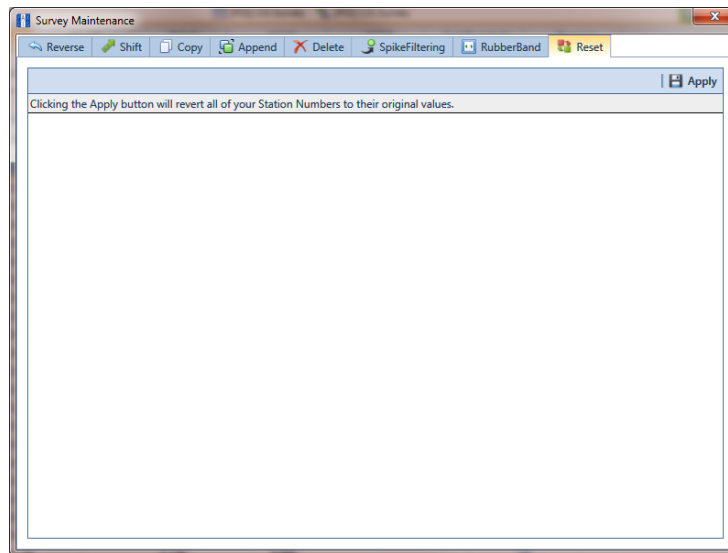 Survey Maintenance
Reverse Shift Copy Append Delete SpikeFiltering RubberBand Reset
Apply
Clicking the Apply button will revert all of your Station Numbers to their original values.